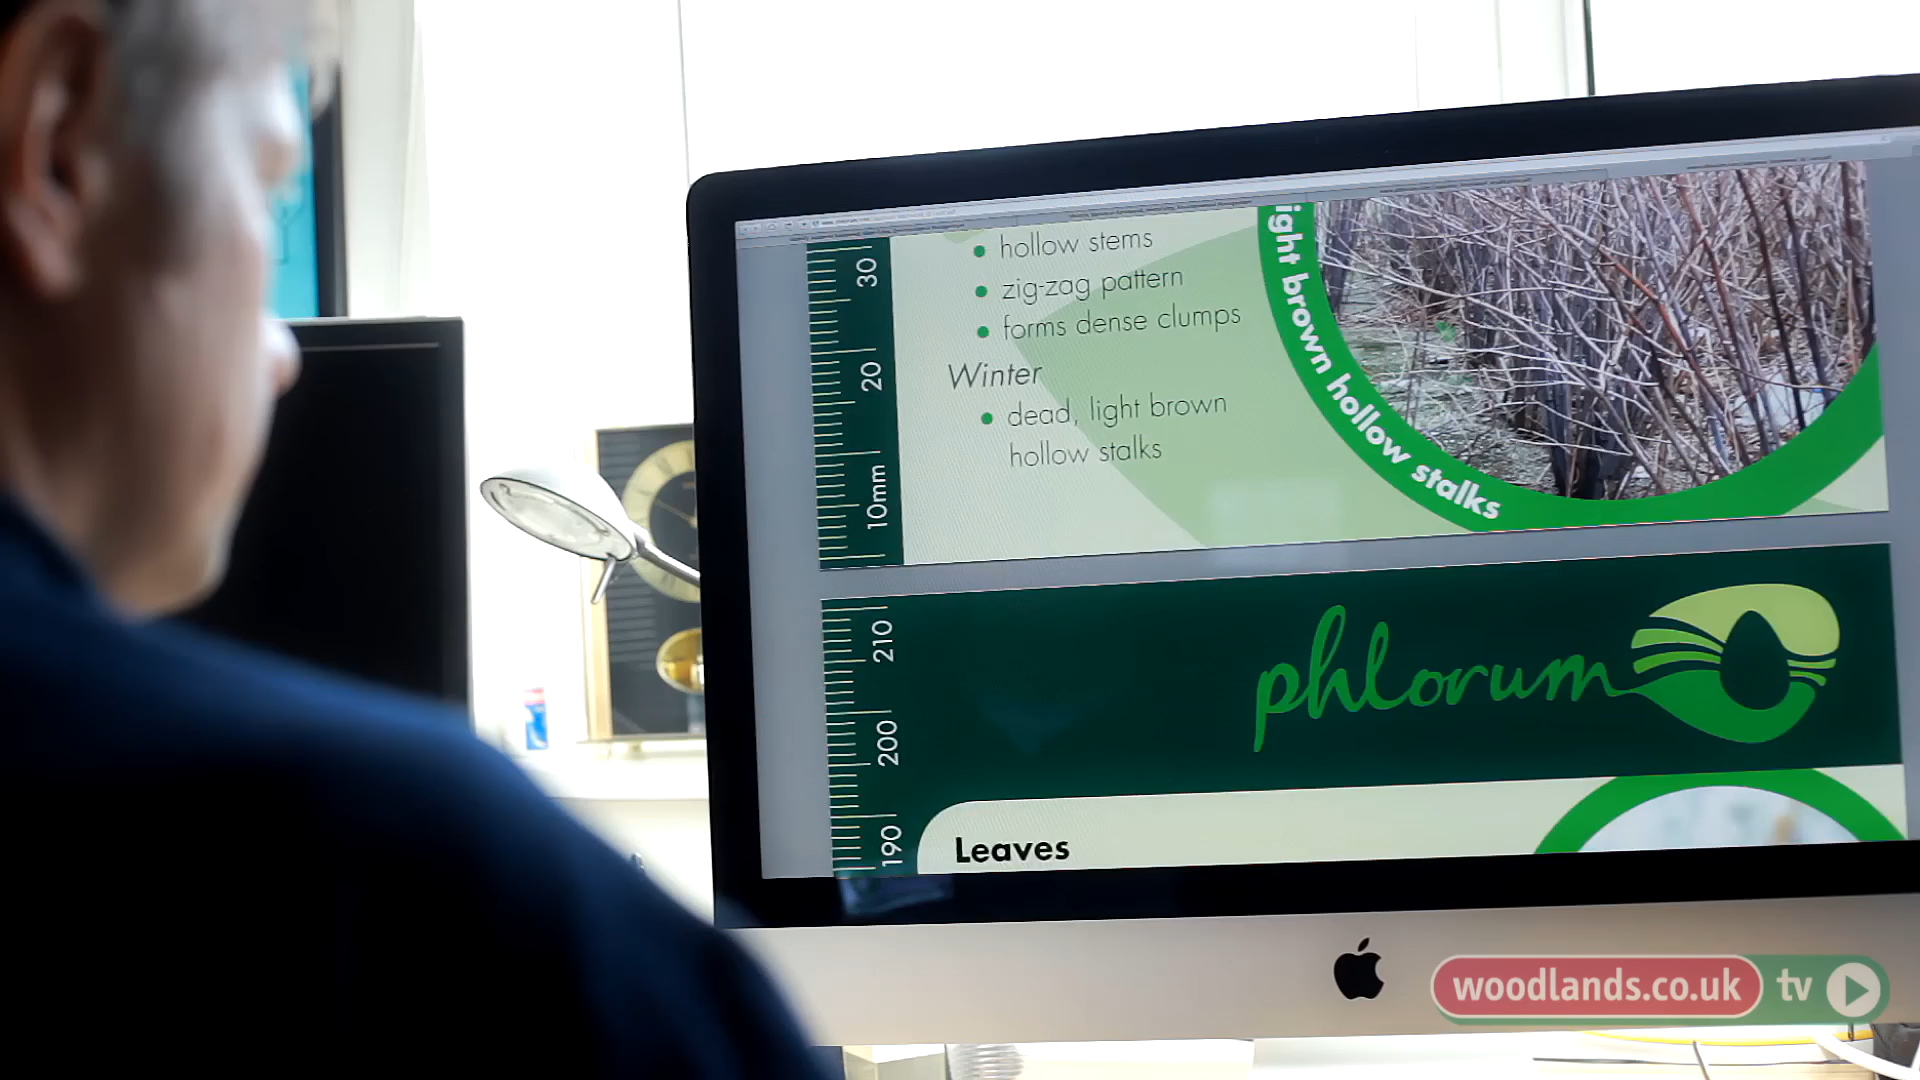 hollow stems
zig-zag pattern
forms dense clumps
Winter
dead, light brown
hollow stalks
ight brown hollow stalks
30
20
10mm
phlorum
210
200
190
Leaves
woodlands.co.uk tv